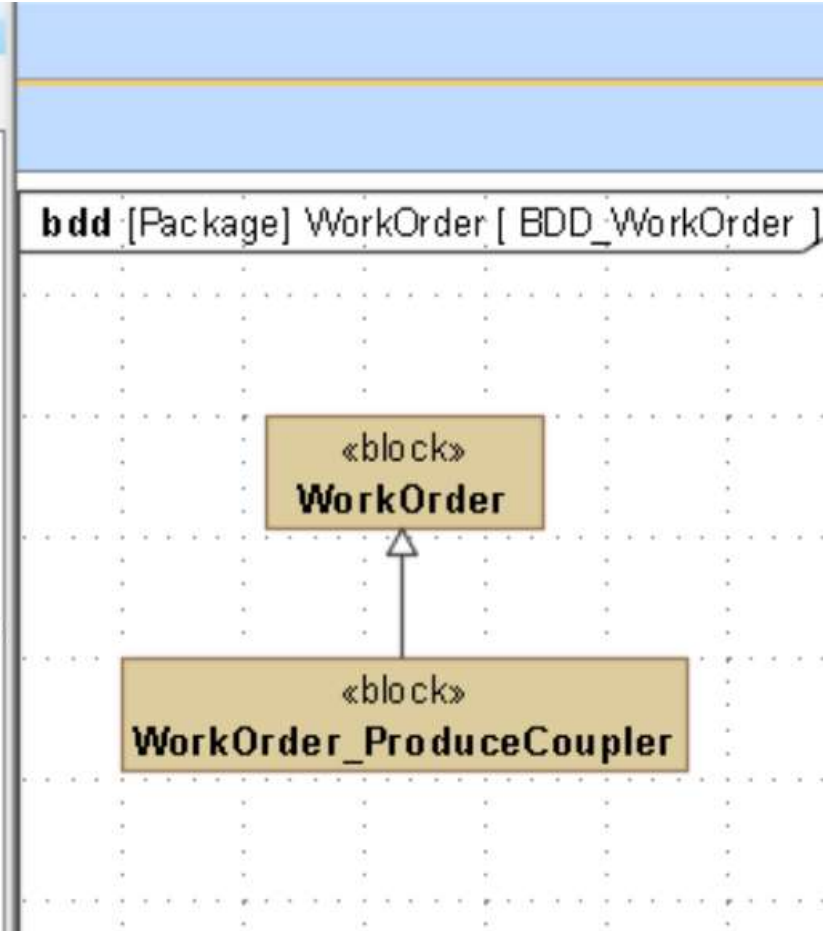 bdd [Package] WorkOrder [ BDD_WorkOrder ]
«block»
WorkOrder
«block»
WorkOrder_ProduceCoupler